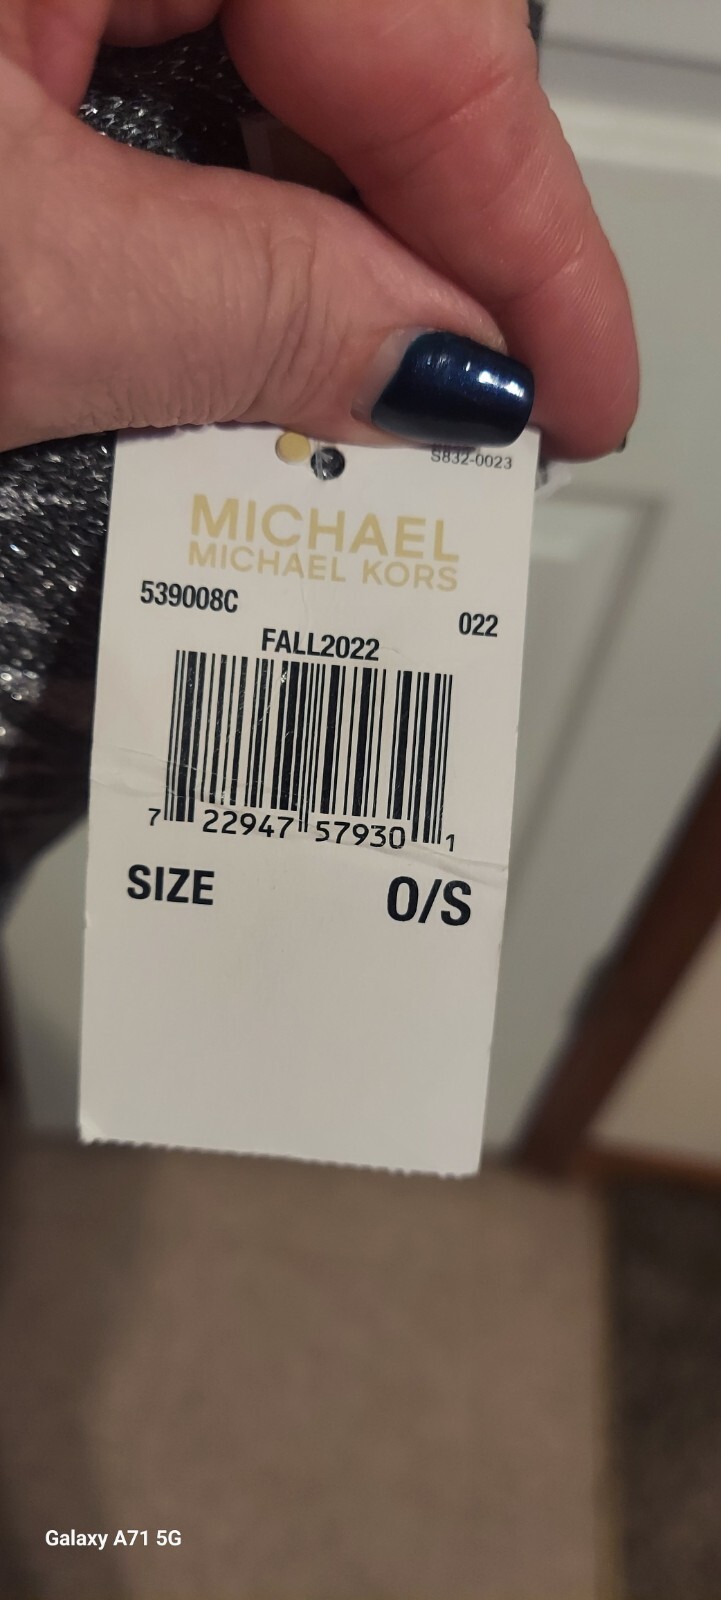 S832-0023
MICHAEL
MICHAEL KORS
539008C
022
FALL2022
7 22947 57930 1
SIZE O/S
Galaxy A71 5G